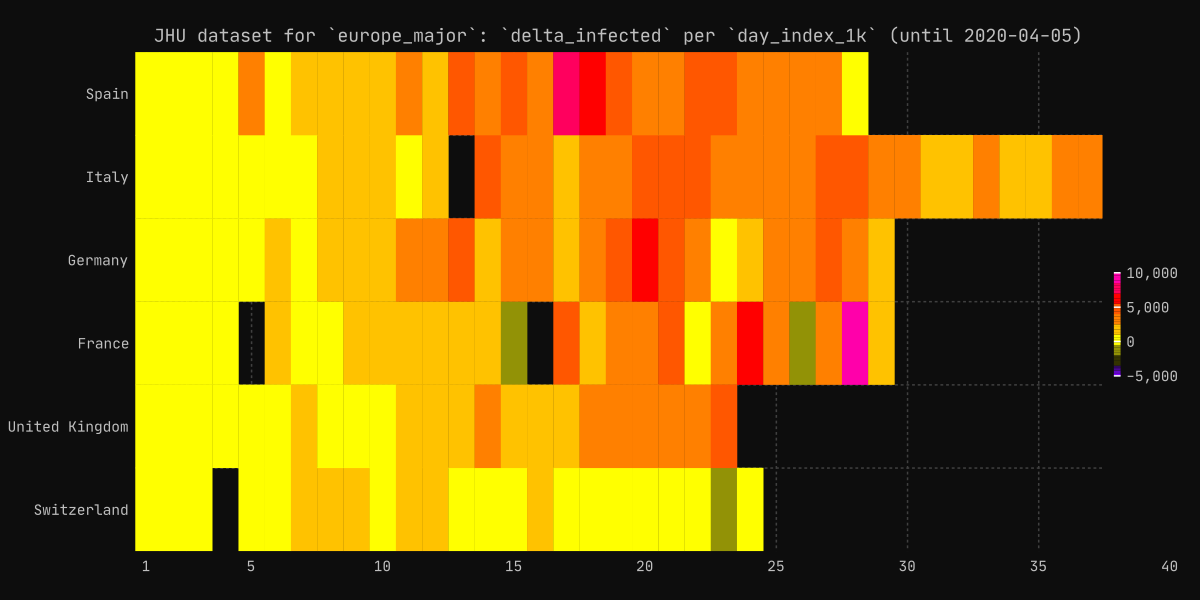 JHU dataset for `europe_major`: `delta_infected` per `day_index_1k` (until 2020-04-05)
Spain
Italy
Germany
France
United Kingdom
Switzerland
10,000
5,000
0
−5,000
1 5 10 15 20 25 30 35 40